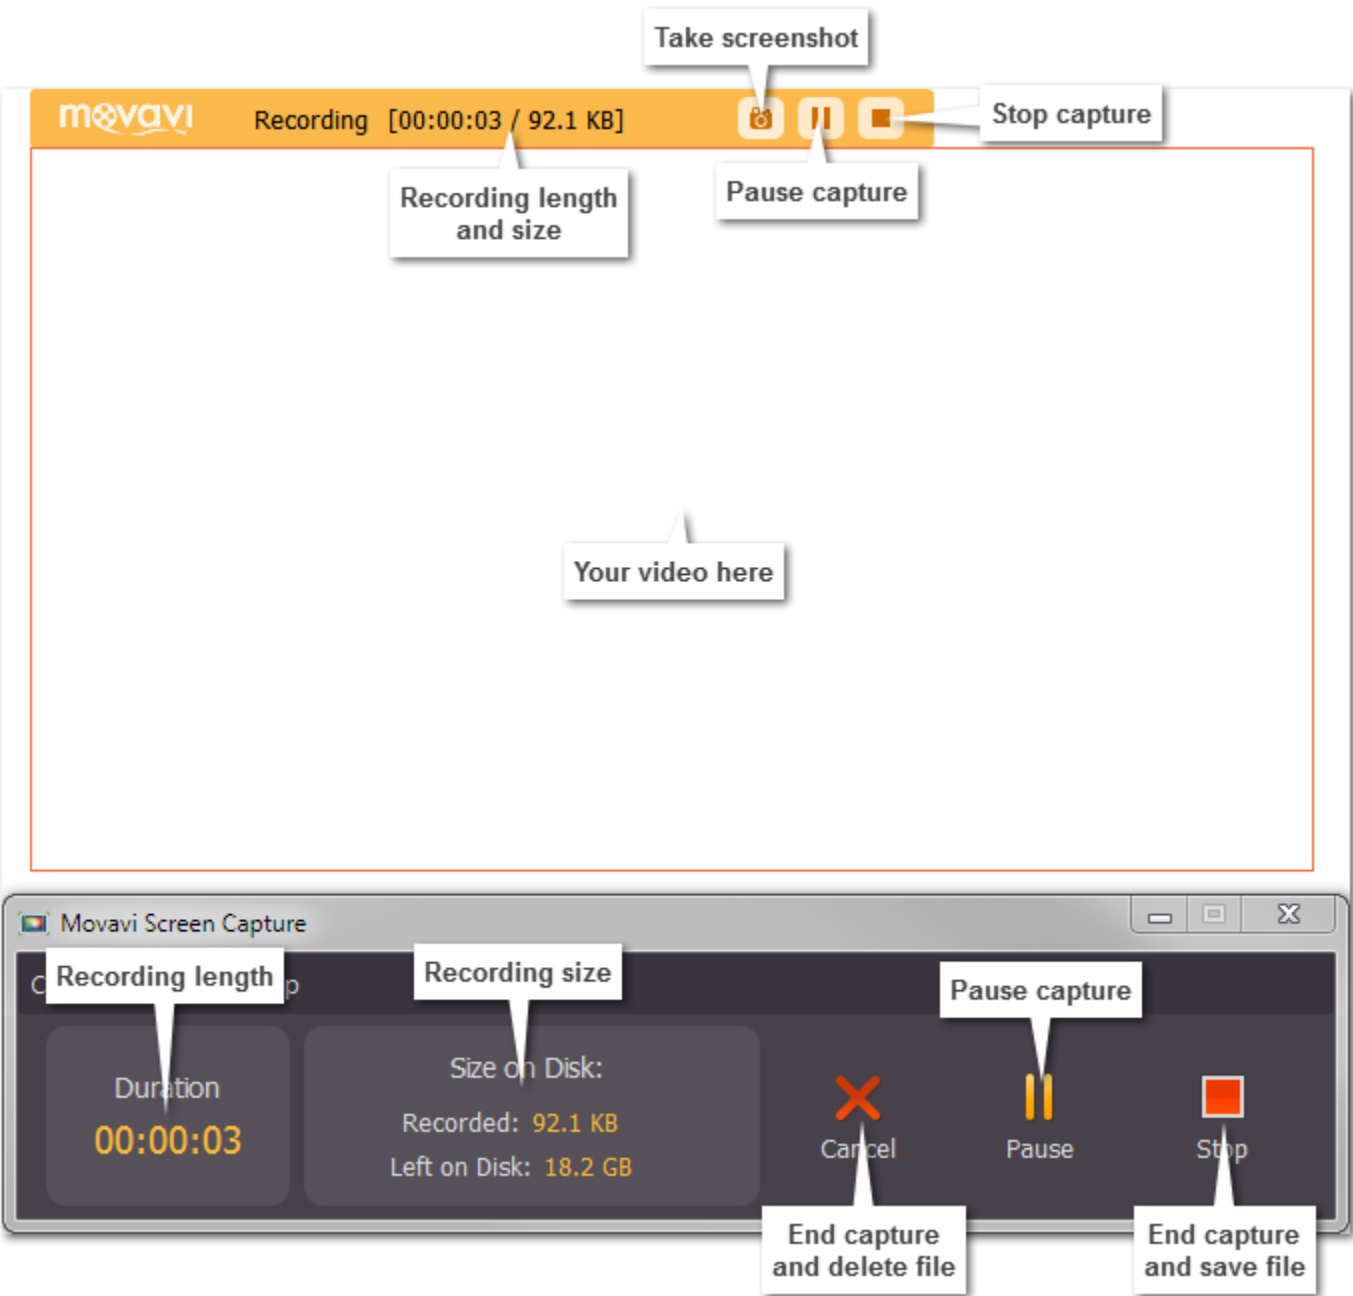 Take screenshot
movavi
Recording [00:00:03 / 92.1 KB]
Stop capture
Recording length
and size
Pause capture
Your video here
Movavi Screen Capture
Recording length
Recording size
Pause capture
Duration
00:00:03
Size on Disk:
Recorded: 92.1 KB
Left on Disk: 18.2 GB
Cancel
Pause
Stop
End capture
and delete file
End capture
and save file